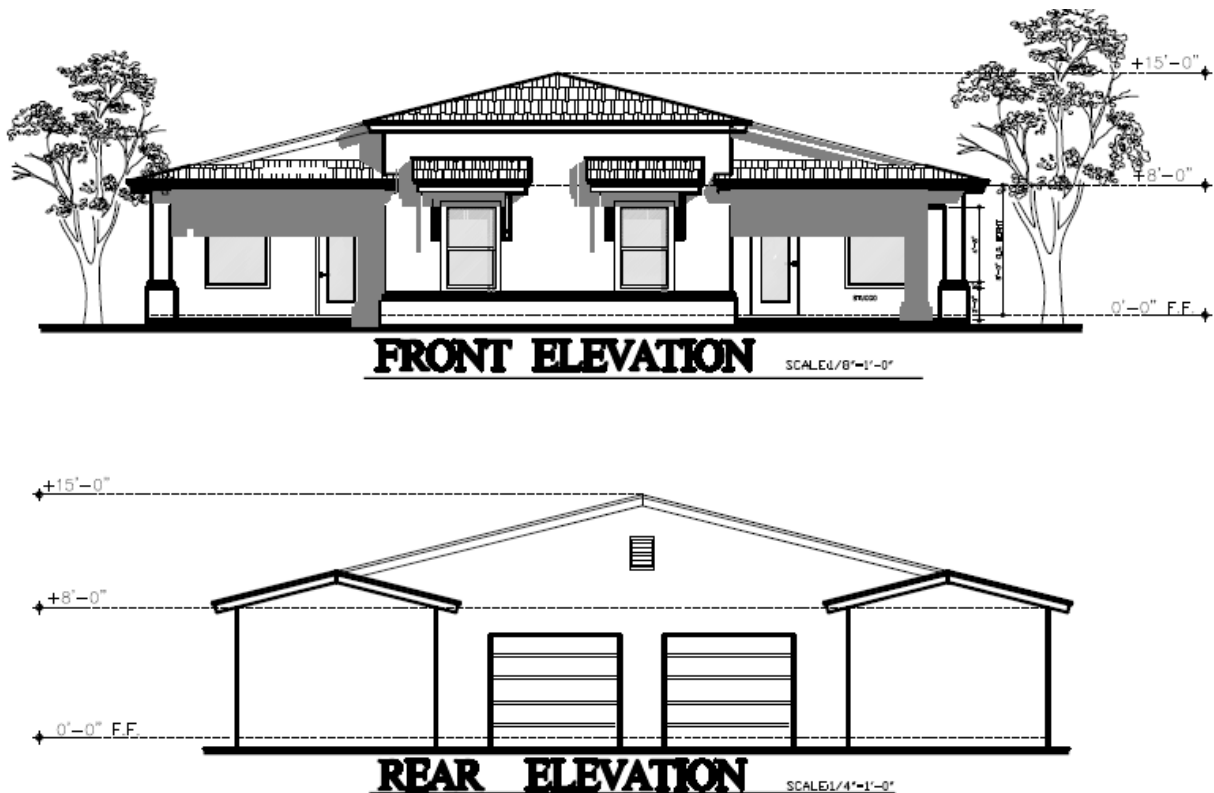 +15'-0"
+8'-0"
STUCCO
0'-0" F.F.
FRONT ELEVATION
SCALE:1/8"=1'-0"
+15'-0"
+8'-0"
0'-0" F.F.
REAR ELEVATION
SCALE:1/4"=1'-0"